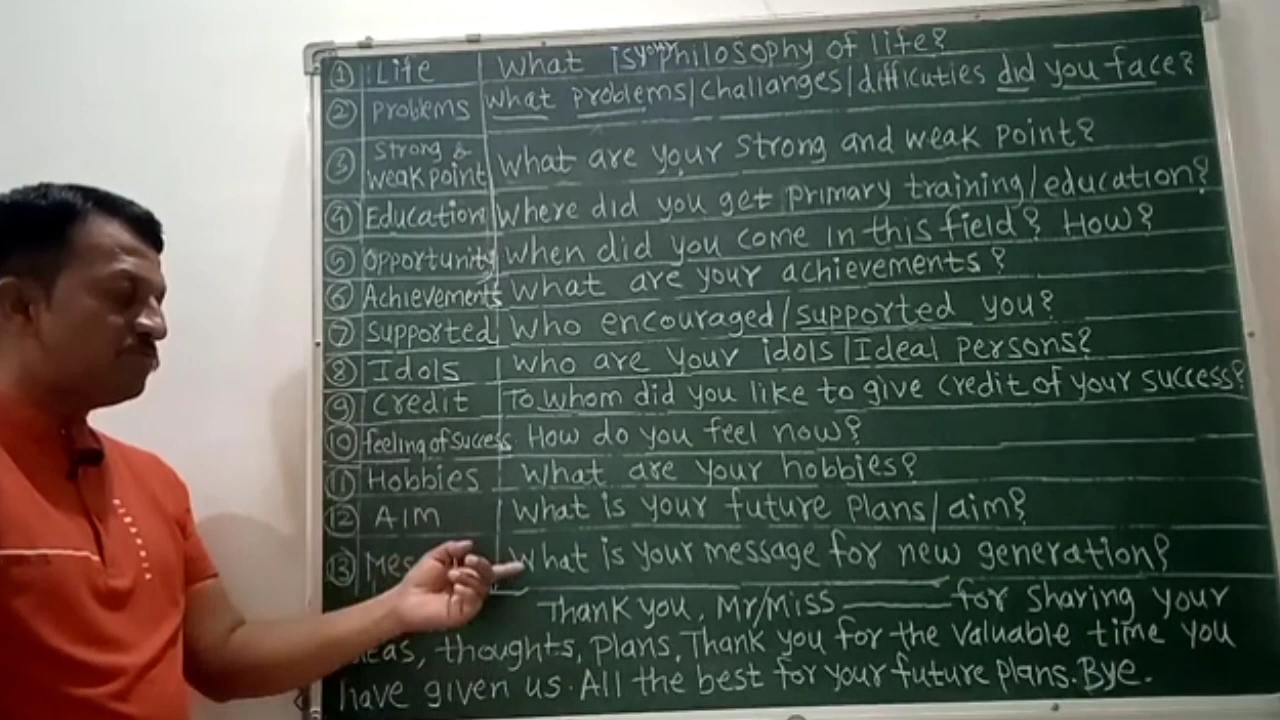 ① Life What is your philosophy of life?
② Problems What problems/challanges/difficuties did you face?
③ Strong & weak point What are your strong and weak point?
④ Education Where did you get primary training/education?
⑤ Opportunity When did you come in this field? How?
⑥ Achievements What are your achievements?
⑦ Supported Who encouraged/supported you?
⑧ Idols Who are your idols/Ideal persons?
⑨ Credit To whom did you like to give credit of your success?
⑩ feeling of success How do you feel now?
⑪ Hobbies What are your hobbies?
⑫ Aim What is your future plans/aim?
⑬ Mes What is your message for new generation?
Thank you, Mr/Miss ______ for sharing your
eas, thoughts, plans. Thank you for the valuable time you
have given us. All the best for your future plans. Bye.